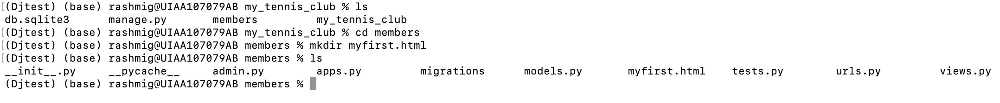 [(Djtest) (base) rashmig@UIAA107079AB my_tennis_club % ls
db.sqlite3 manage.py members my_tennis_club
[(Djtest) (base) rashmig@UIAA107079AB my_tennis_club % cd members
[(Djtest) (base) rashmig@UIAA107079AB members % mkdir myfirst.html
[(Djtest) (base) rashmig@UIAA107079AB members % ls
__init__.py __pycache__ admin.py apps.py migrations models.py myfirst.html tests.py urls.py views.py
(Djtest) (base) rashmig@UIAA107079AB members %